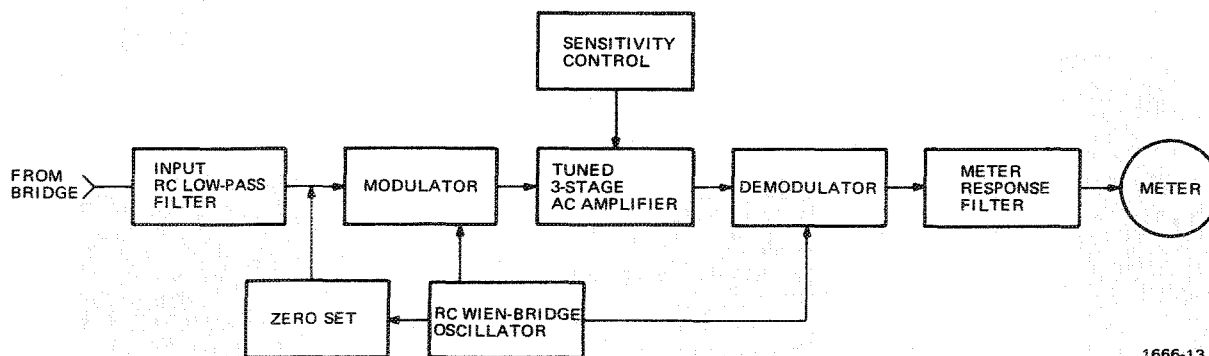 SENSITIVITY
CONTROL
FROM
BRIDGE
INPUT
RC LOW-PASS
FILTER
MODULATOR
TUNED
3-STAGE
AC AMPLIFIER
DEMODULATOR
METER
RESPONSE
FILTER
METER
ZERO SET
RC WIEN-BRIDGE
OSCILLATOR
1666-13